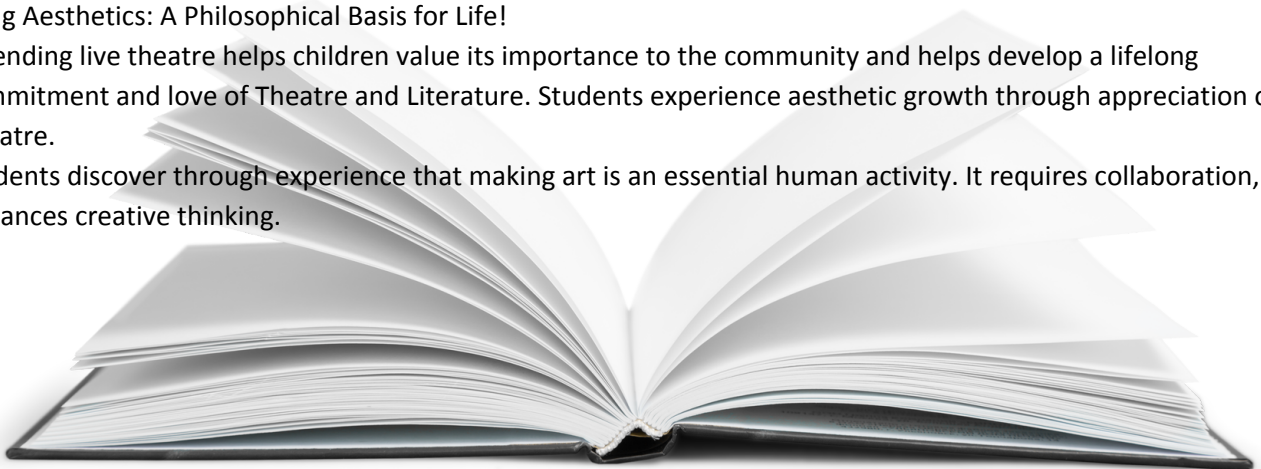 g Aesthetics: A Philosophical Basis for Life!
ending live theatre helps children value its importance to the community and helps develop a lifelong
mmitment and love of Theatre and Literature. Students experience aesthetic growth through appreciation o
atre.
dents discover through experience that making art is an essential human activity. It requires collaboration,
ances creative thinking.